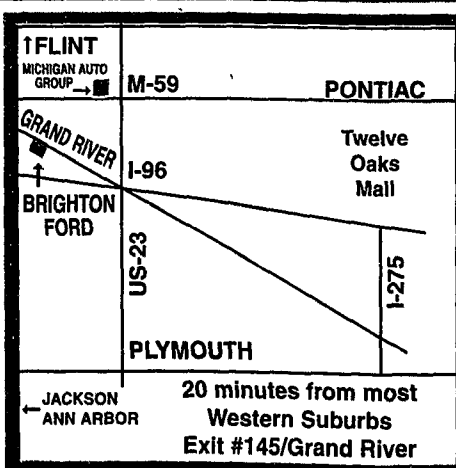 ↑FLINT
MICHIGAN AUTO
GROUP→
M-59
PONTIAC
GRAND RIVER
I-96
Twelve
Oaks
Mall
↑
BRIGHTON
FORD
US-23
I-275
PLYMOUTH
←JACKSON
ANN ARBOR
20 minutes from most
Western Suburbs
Exit #145/Grand River